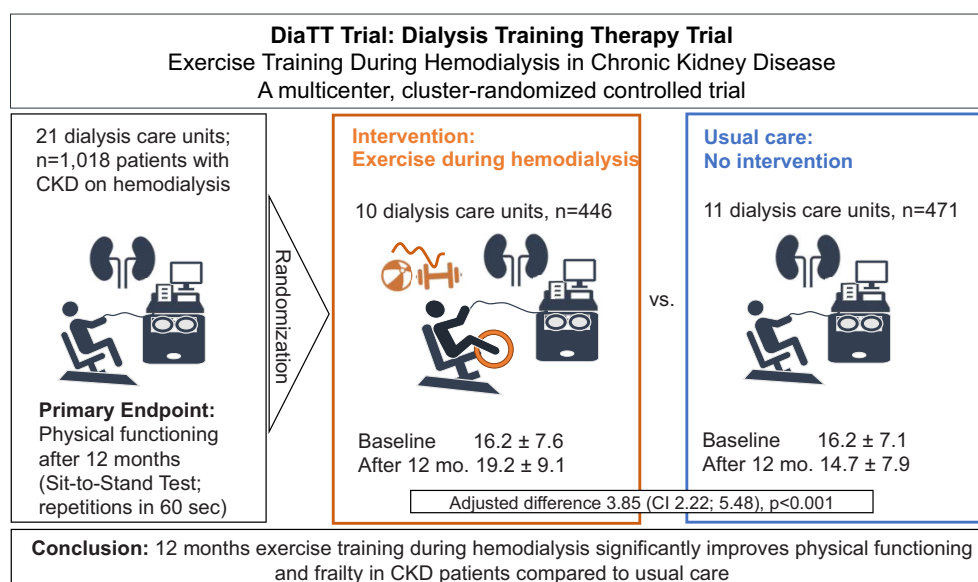 DiaTT Trial: Dialysis Training Therapy Trial
Exercise Training During Hemodialysis in Chronic Kidney Disease
A multicenter, cluster-randomized controlled trial
21 dialysis care units;
n=1,018 patients with
CKD on hemodialysis
Primary Endpoint:
Physical functioning
after 12 months
(Sit-to-Stand Test;
repetitions in 60 sec)
Randomization
Intervention:
Exercise during hemodialysis
10 dialysis care units, n=446
Baseline 16.2 ± 7.6
After 12 mo. 19.2 ± 9.1
vs.
Usual care:
No intervention
11 dialysis care units, n=471
Baseline 16.2 ± 7.1
After 12 mo. 14.7 ± 7.9
Adjusted difference 3.85 (CI 2.22; 5.48), p<0.001
Conclusion: 12 months exercise training during hemodialysis significantly improves physical functioning
and frailty in CKD patients compared to usual care